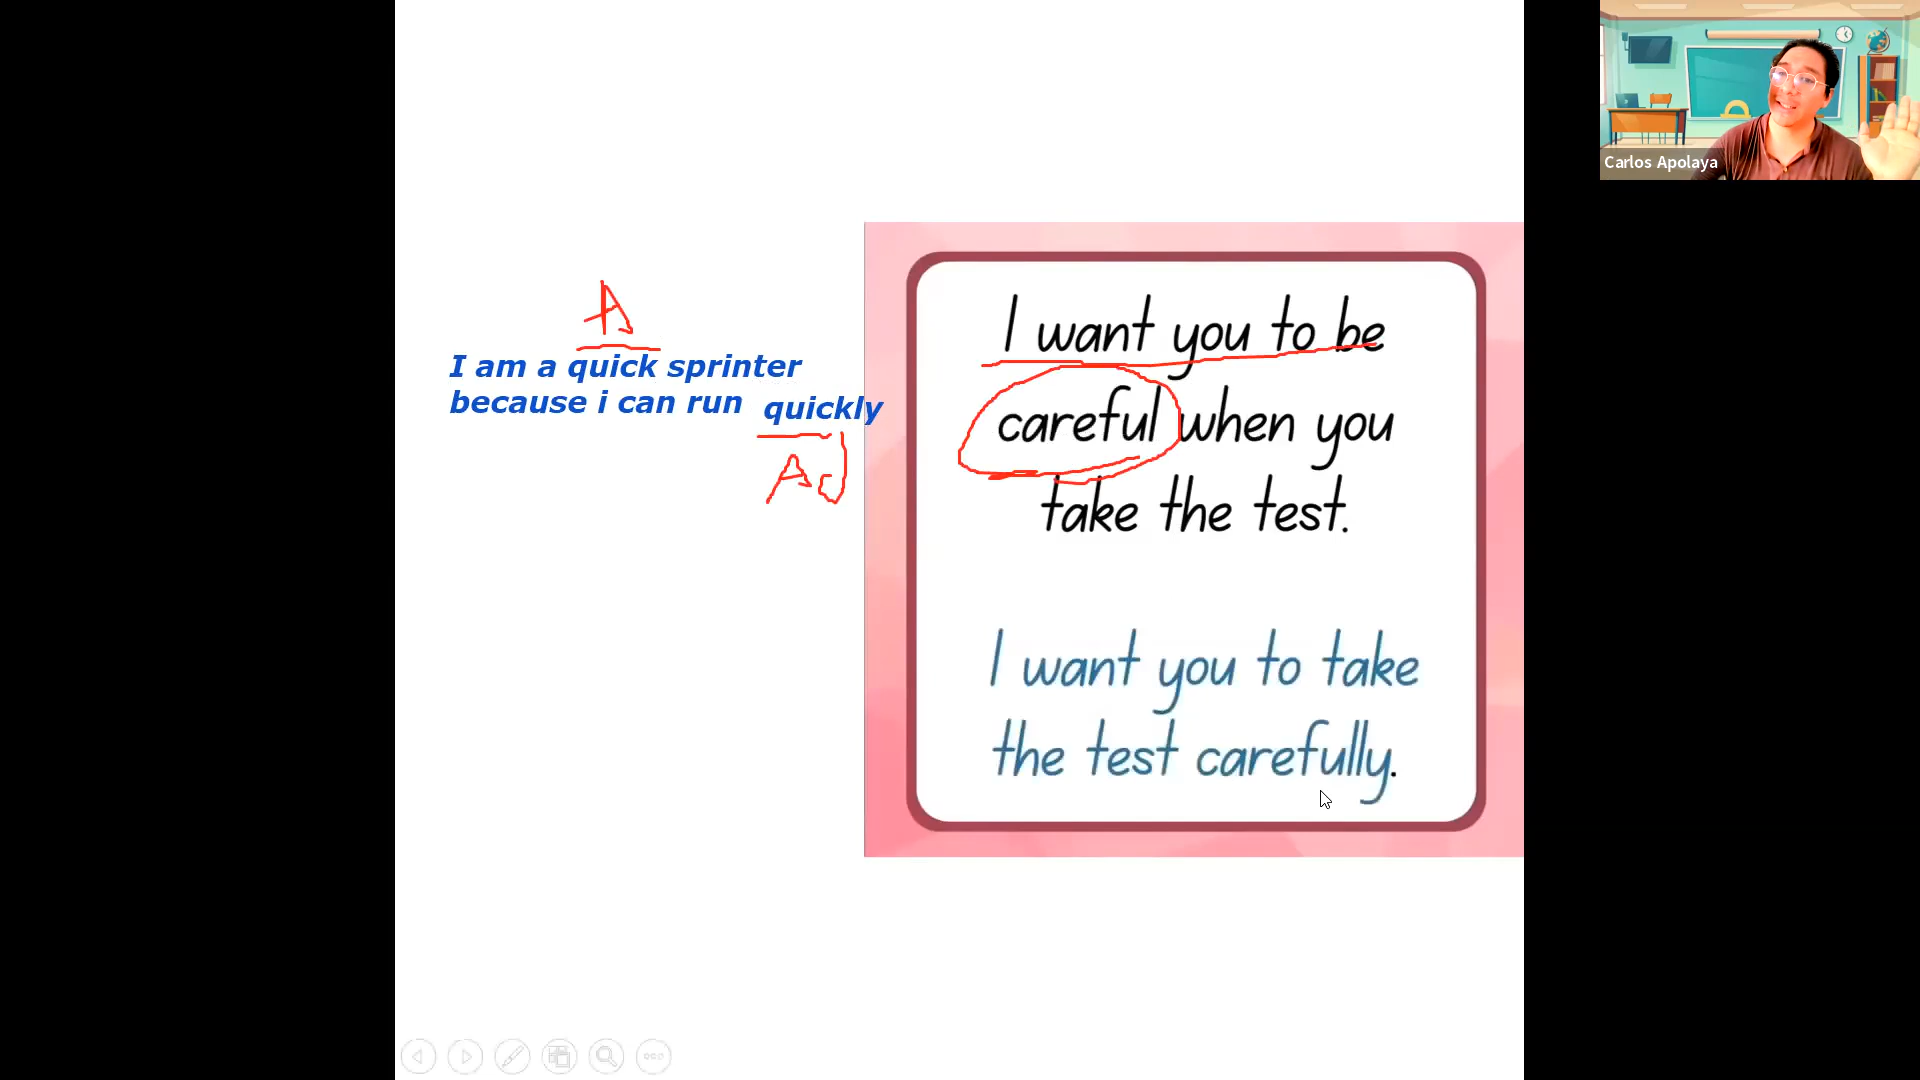 Carlos Apolaya
A
I am a quick sprinter
because i can run quickly
Ad
I want you to be
careful when you
take the test.
I want you to take
the test carefully.